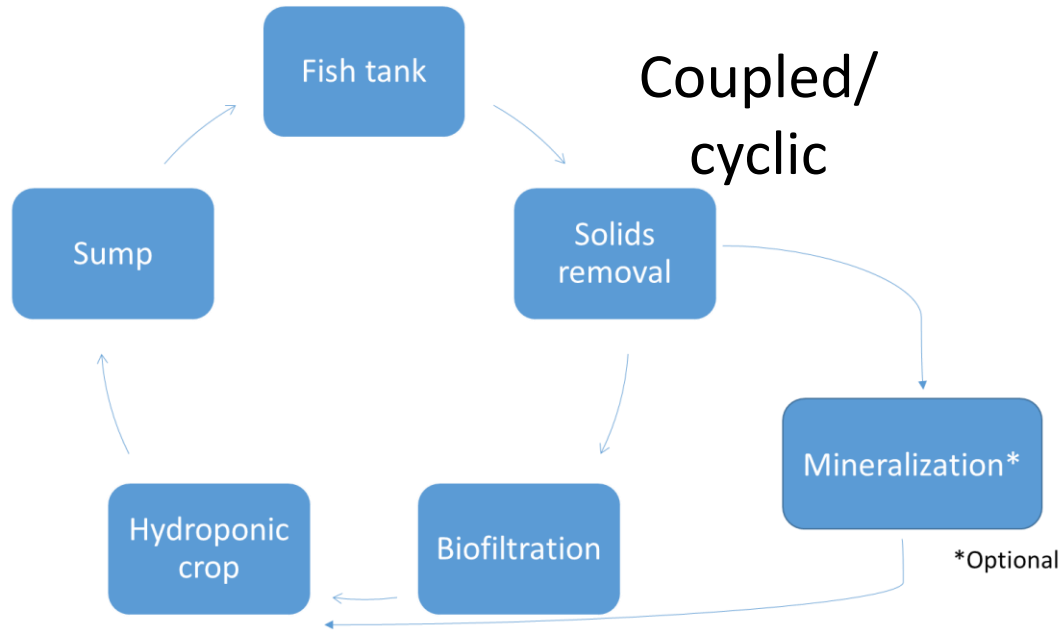 Fish tank
Coupled/
cyclic
Solids
removal
Sump
Mineralization*
*Optional
Biofiltration
Hydroponic
crop